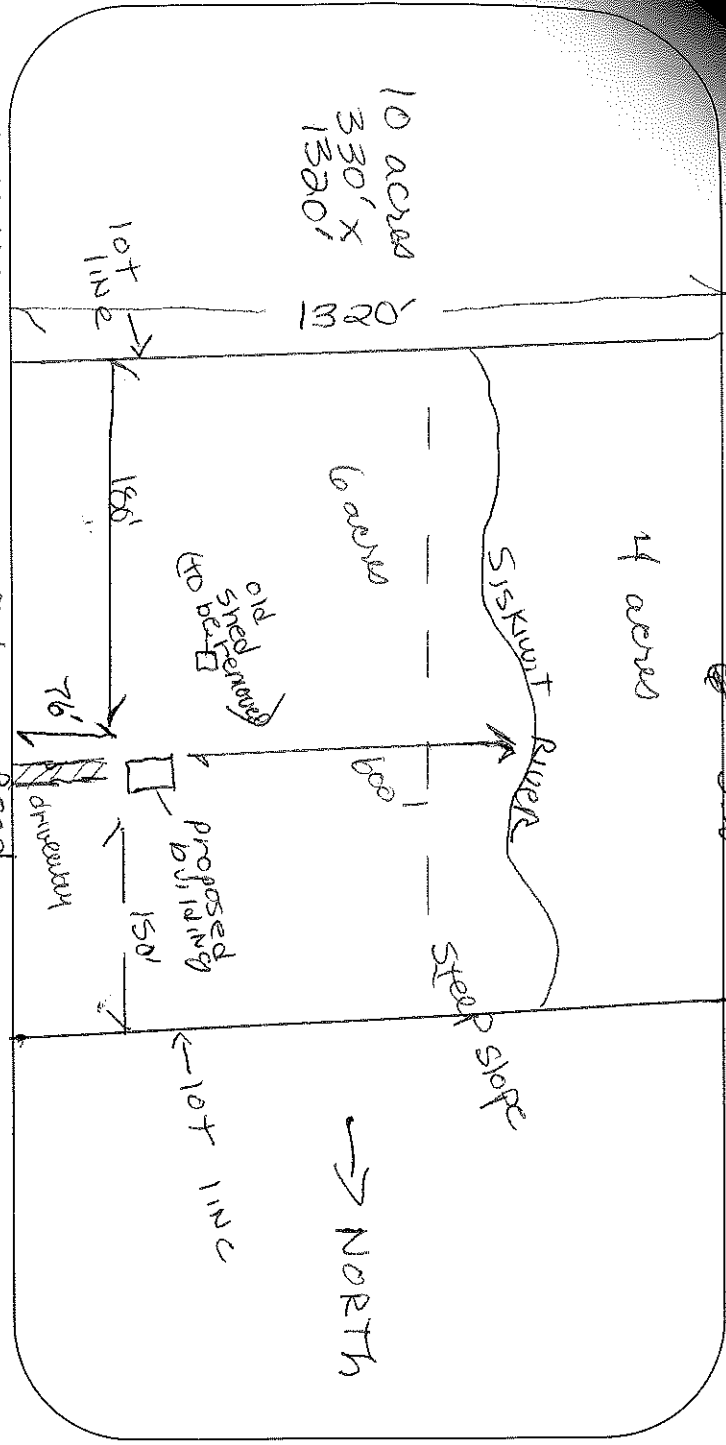 4 acres
10 acres
330' x
1320'
1320'
Siskiwit River
steep slope
6 acres
600'
NORTH
old
shed
(to be removed)
proposed
building
lot
line
180'
150'
lot line
76'
driveway